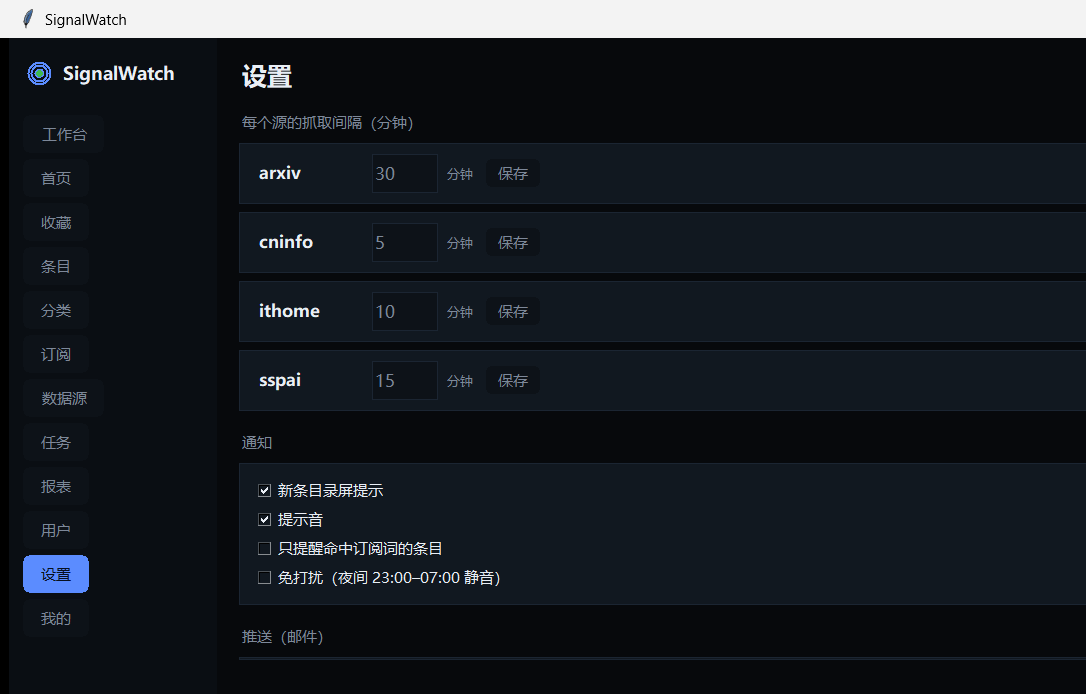 SignalWatch
SignalWatch
工作台
首页
收藏
条目
分类
订阅
数据源
任务
报表
用户
设置
我的
设置
每个源的抓取间隔（分钟）
arxiv 30 分钟 保存
cninfo 5 分钟 保存
ithome 10 分钟 保存
sspai 15 分钟 保存
通知
新条目录屏提示
提示音
只提醒命中订阅词的条目
免打扰（夜间 23:00–07:00 静音）
推送（邮件）